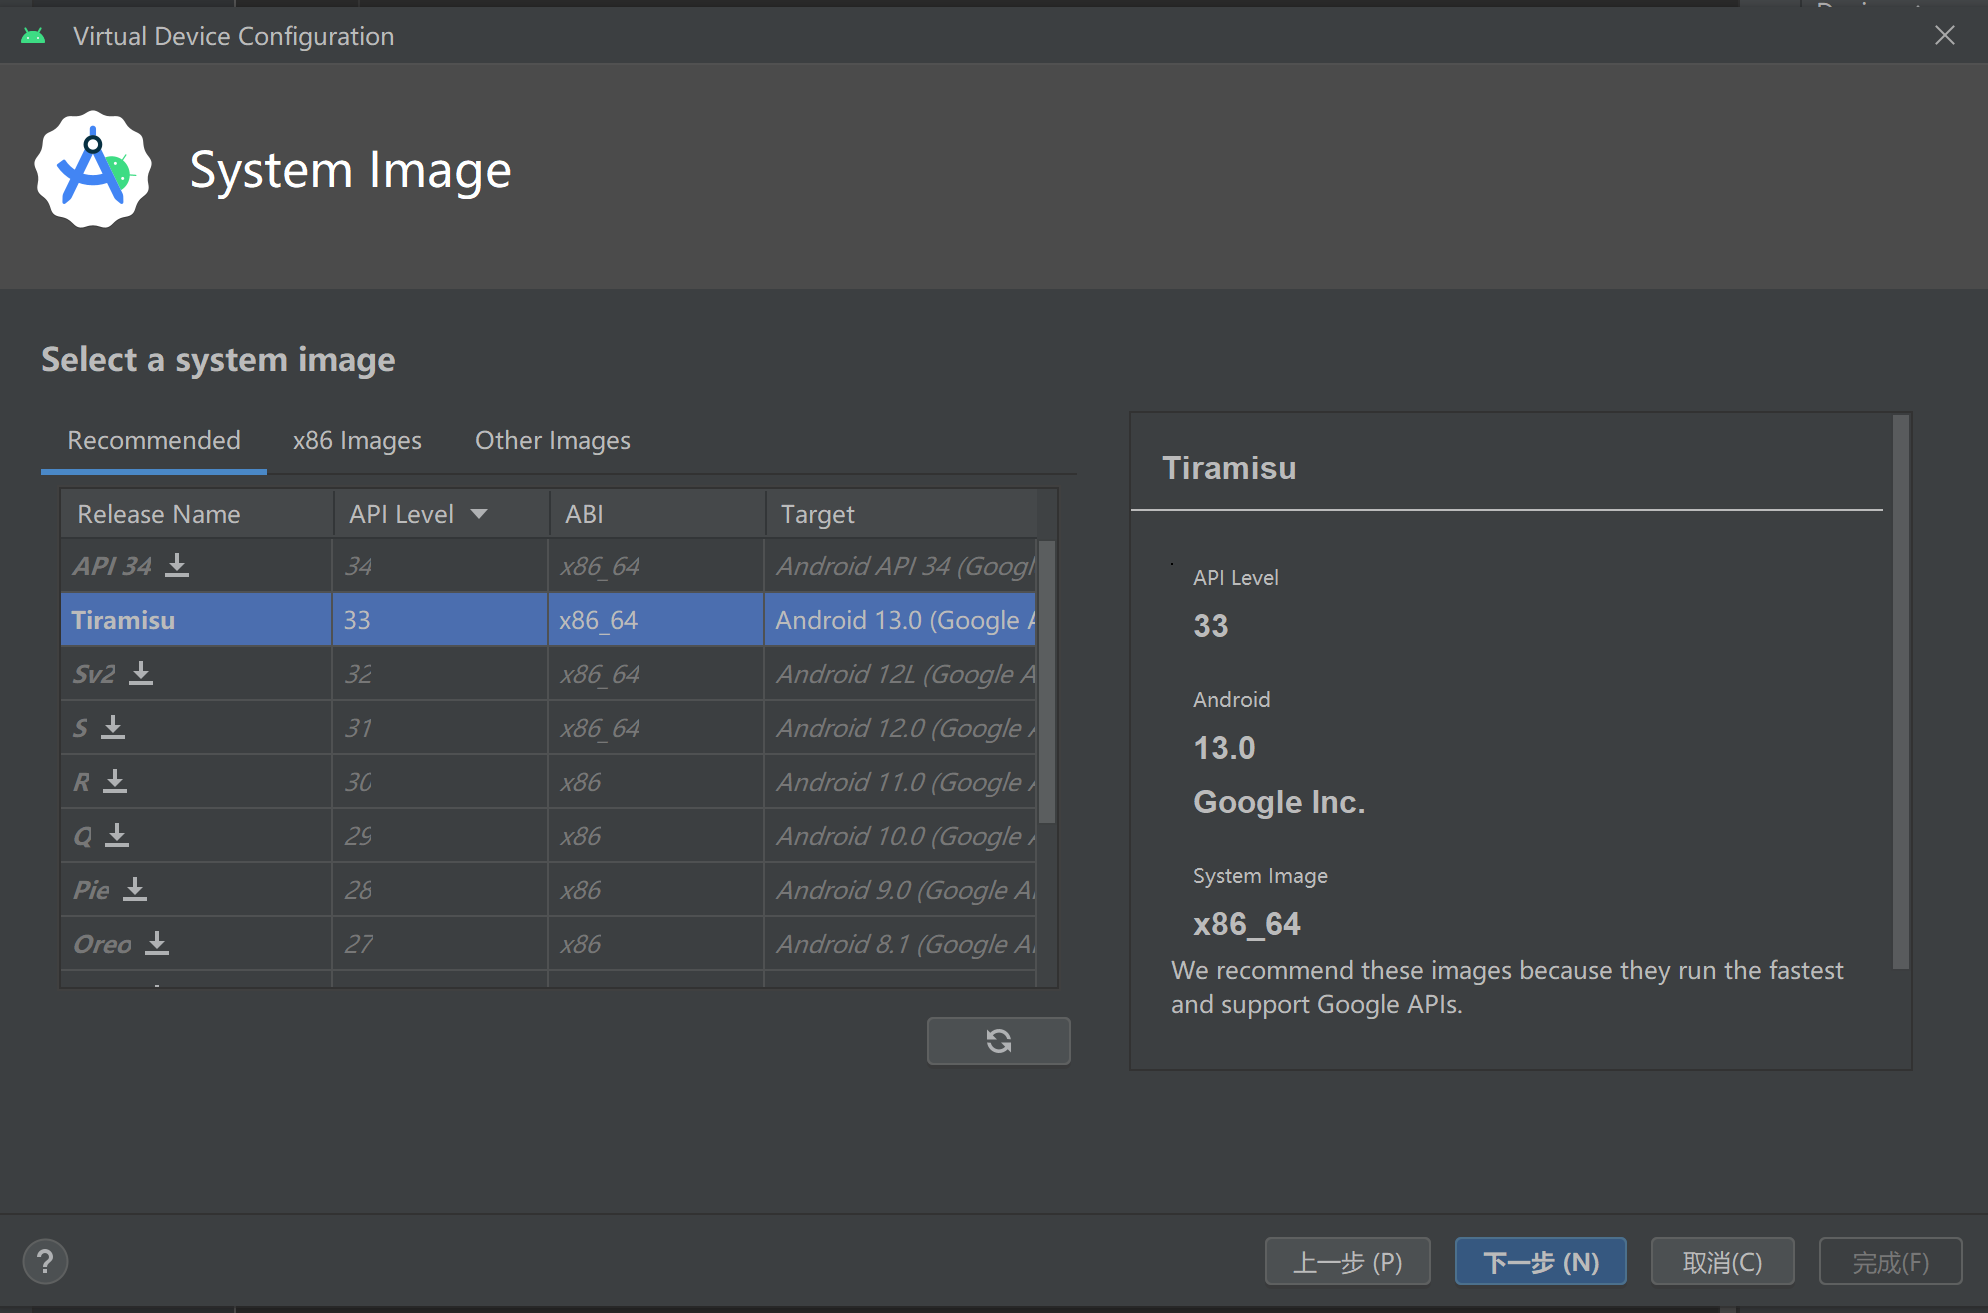 Virtual Device Configuration
System Image
Select a system image
Recommended x86 Images Other Images
Release Name API Level ABI Target
API 34 34 x86_64 Android API 34 (Googl
Tiramisu 33 x86_64 Android 13.0 (Google A
Sv2 32 x86_64 Android 12L (Google A
S 31 x86_64 Android 12.0 (Google A
R 30 x86 Android 11.0 (Google A
Q 29 x86 Android 10.0 (Google A
Pie 28 x86 Android 9.0 (Google AP
Oreo 27 x86 Android 8.1 (Google AP
Tiramisu
API Level
33
Android
13.0
Google Inc.
System Image
x86_64
We recommend these images because they run the fastest
and support Google APIs.
? 上一步 (P) 下一步 (N) 取消(C) 完成(F)